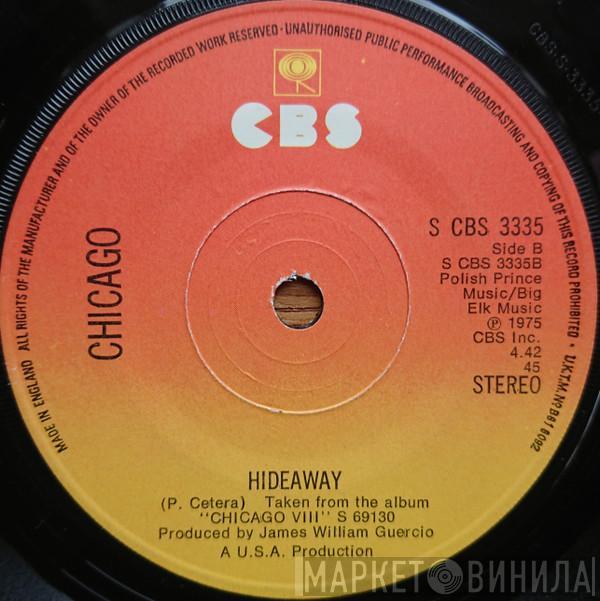 ALL RIGHTS OF THE MANUFACTURER AND OF THE OWNER OF THE RECORDED WORK RESERVED · UNAUTHORISED PUBLIC PERFORMANCE BROADCASTING AND COPYING OF THIS RECORD PROHIBITED · U.K.T.M. Nº B 618092
MADE IN ENGLAND
CBS-S-3335
CBS
CHICAGO
S CBS 3335
Side B
S CBS 3335B
Polish Prince
Music/Big
Elk Music
℗ 1975
CBS Inc.
4.42
45
STEREO
HIDEAWAY
(P. Cetera) Taken from the album
"CHICAGO VIII" S 69130
Produced by James William Guercio
A U.S.A. Production
МАРКЕТ ВИНИЛА